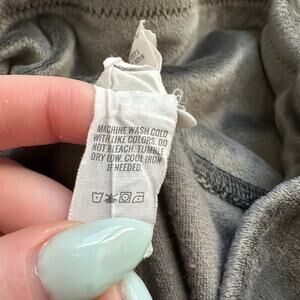 MACHINE WASH COLD
WITH LIKE COLORS. DO
NOT BLEACH. TUMBLE
DRY LOW. COOL IRON
IF NEEDED.